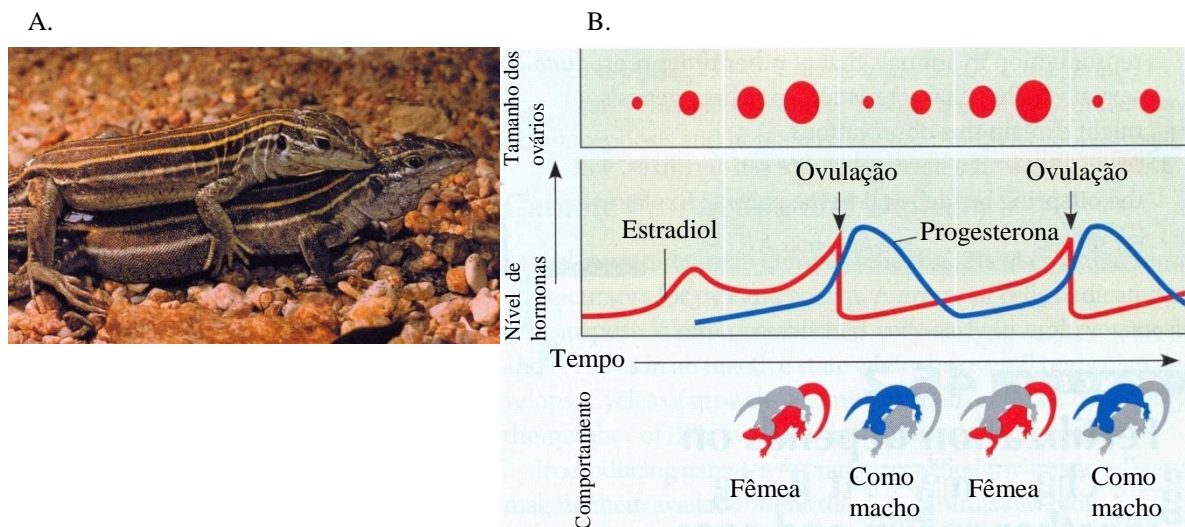 A.
B.
Tamanho dos
ovários
Ovulação
Ovulação
Estradiol
Progesterona
Nível de
hormonas
Tempo
Comportamento
Fêmea
Como
macho
Fêmea
Como
macho